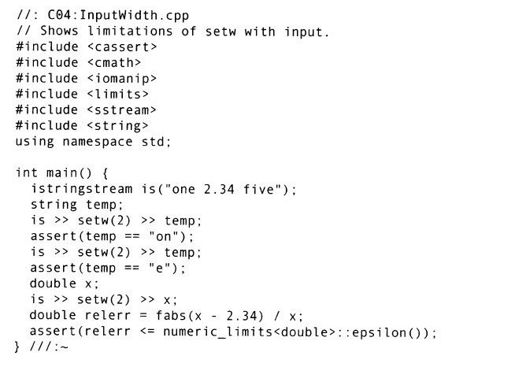 //: C04:InputWidth.cpp
// Shows limitations of setw with input.
#include <cassert>
#include <cmath>
#include <iomanip>
#include <limits>
#include <sstream>
#include <string>
using namespace std;

int main() {
  istringstream is("one 2.34 five");
  string temp;
  is >> setw(2) >> temp;
  assert(temp == "on");
  is >> setw(2) >> temp;
  assert(temp == "e");
  double x;
  is >> setw(2) >> x;
  double relerr = fabs(x - 2.34) / x;
  assert(relerr <= numeric_limits<double>::epsilon());
} ///:~